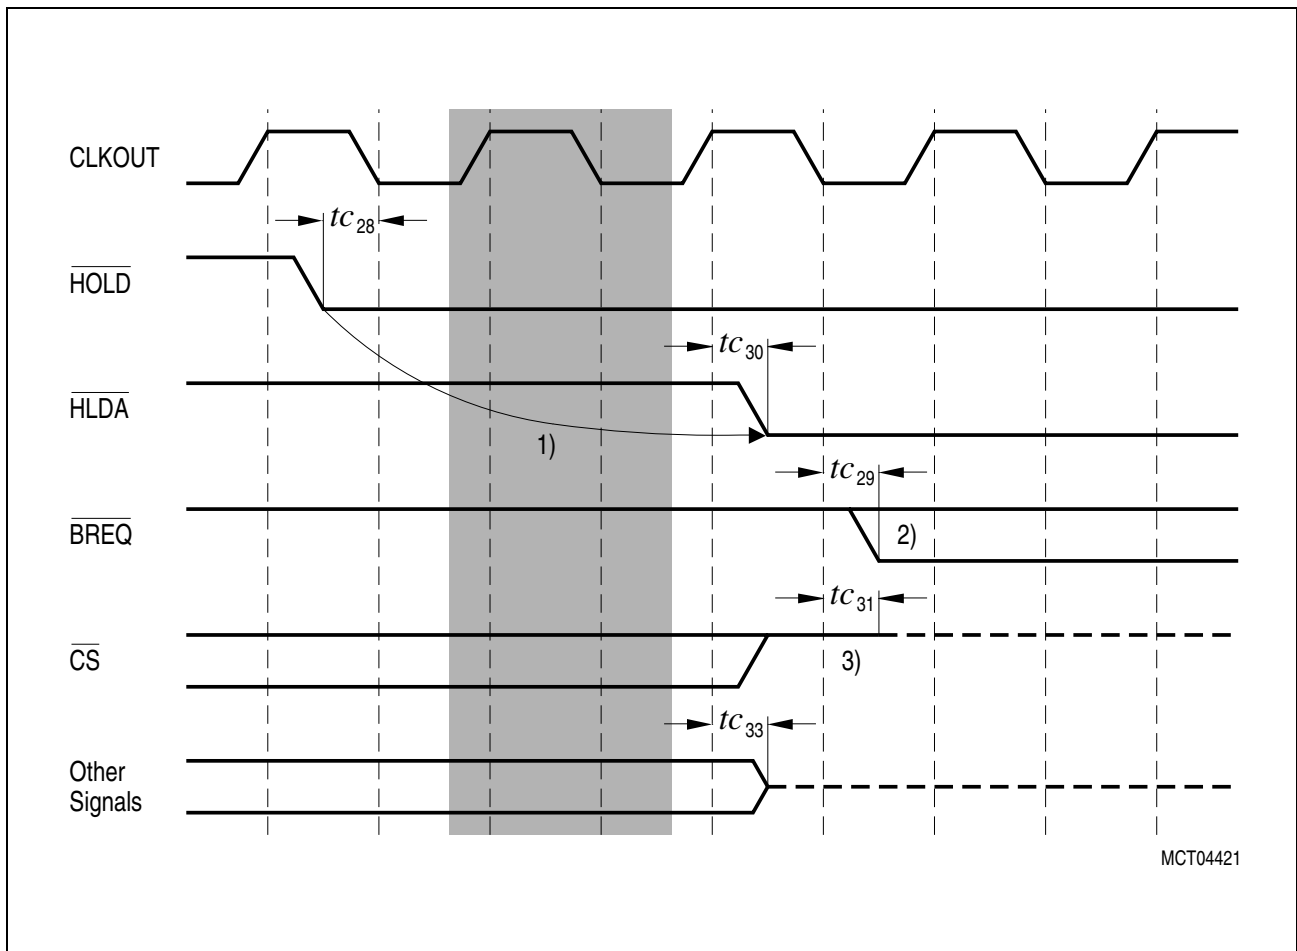 CLKOUT
tc28
HOLD
tc30
HLDA
1)
tc29
BREQ
2)
tc31
CS
3)
tc33
Other
Signals
MCT04421